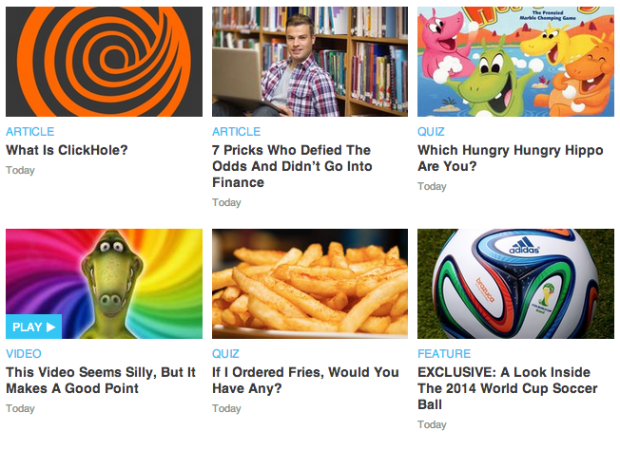 The Frenzied
Marble Chomping Game
ARTICLE
What Is ClickHole?
Today
ARTICLE
7 Pricks Who Defied The
Odds And Didn't Go Into
Finance
Today
QUIZ
Which Hungry Hungry Hippo
Are You?
Today
PLAY
VIDEO
This Video Seems Silly, But It
Makes A Good Point
Today
QUIZ
If I Ordered Fries, Would You
Have Any?
Today
adidas
brazuca
FEATURE
EXCLUSIVE: A Look Inside
The 2014 World Cup Soccer
Ball
Today